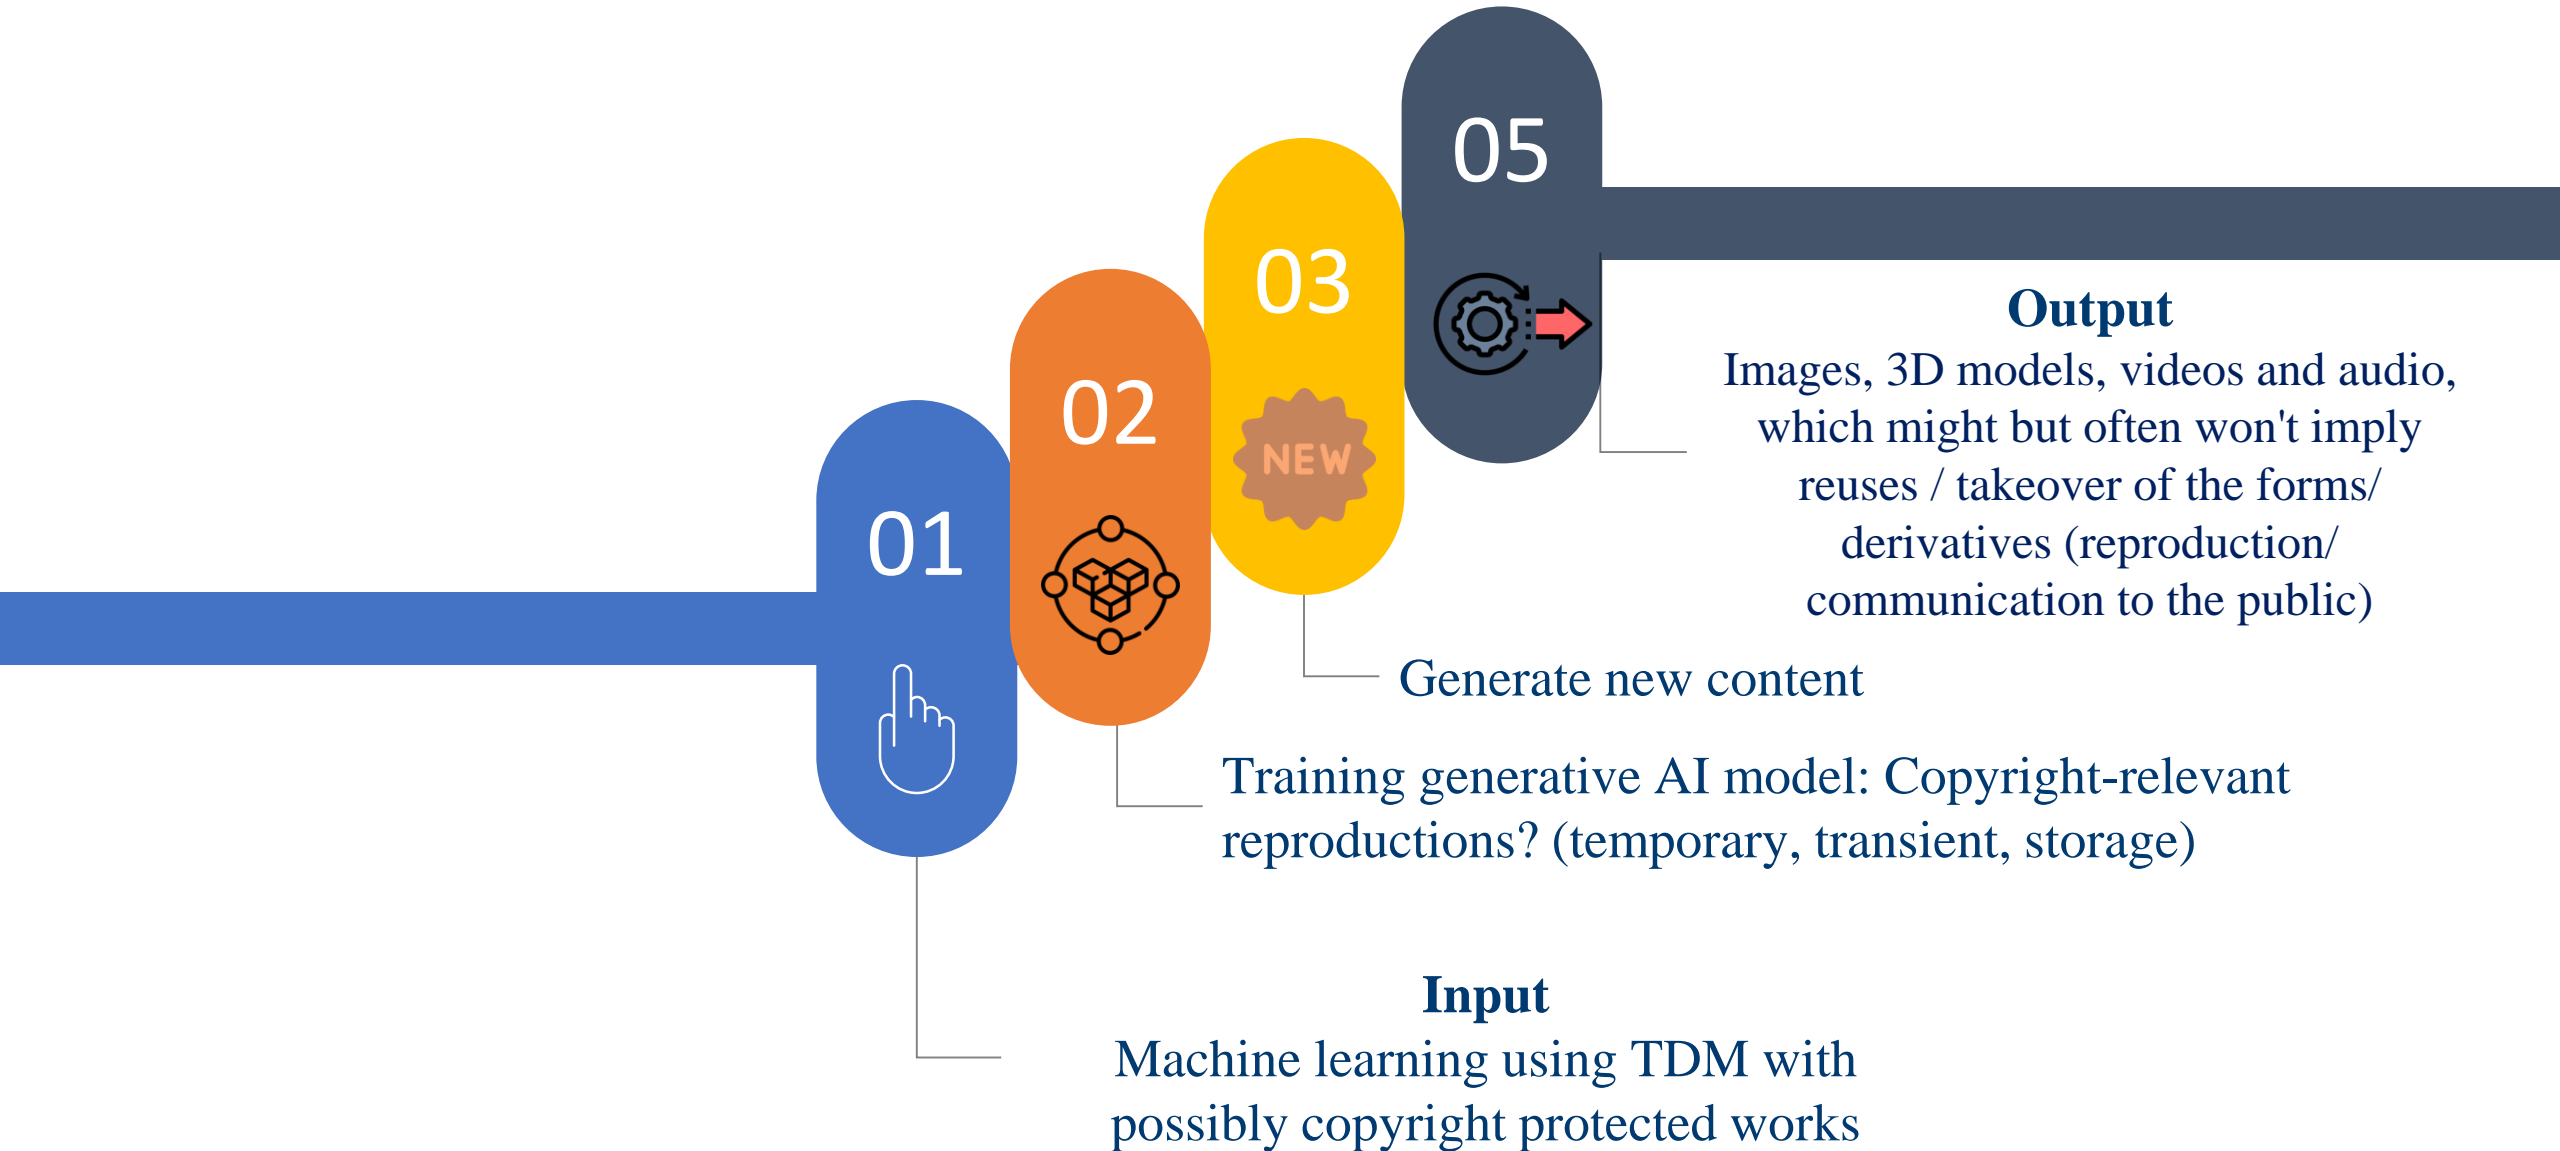 05
03
02
01
NEW
Output
Images, 3D models, videos and audio,
which might but often won't imply
reuses / takeover of the forms/
derivatives (reproduction/
communication to the public)
Generate new content
Training generative AI model: Copyright-relevant
reproductions? (temporary, transient, storage)
Input
Machine learning using TDM with
possibly copyright protected works